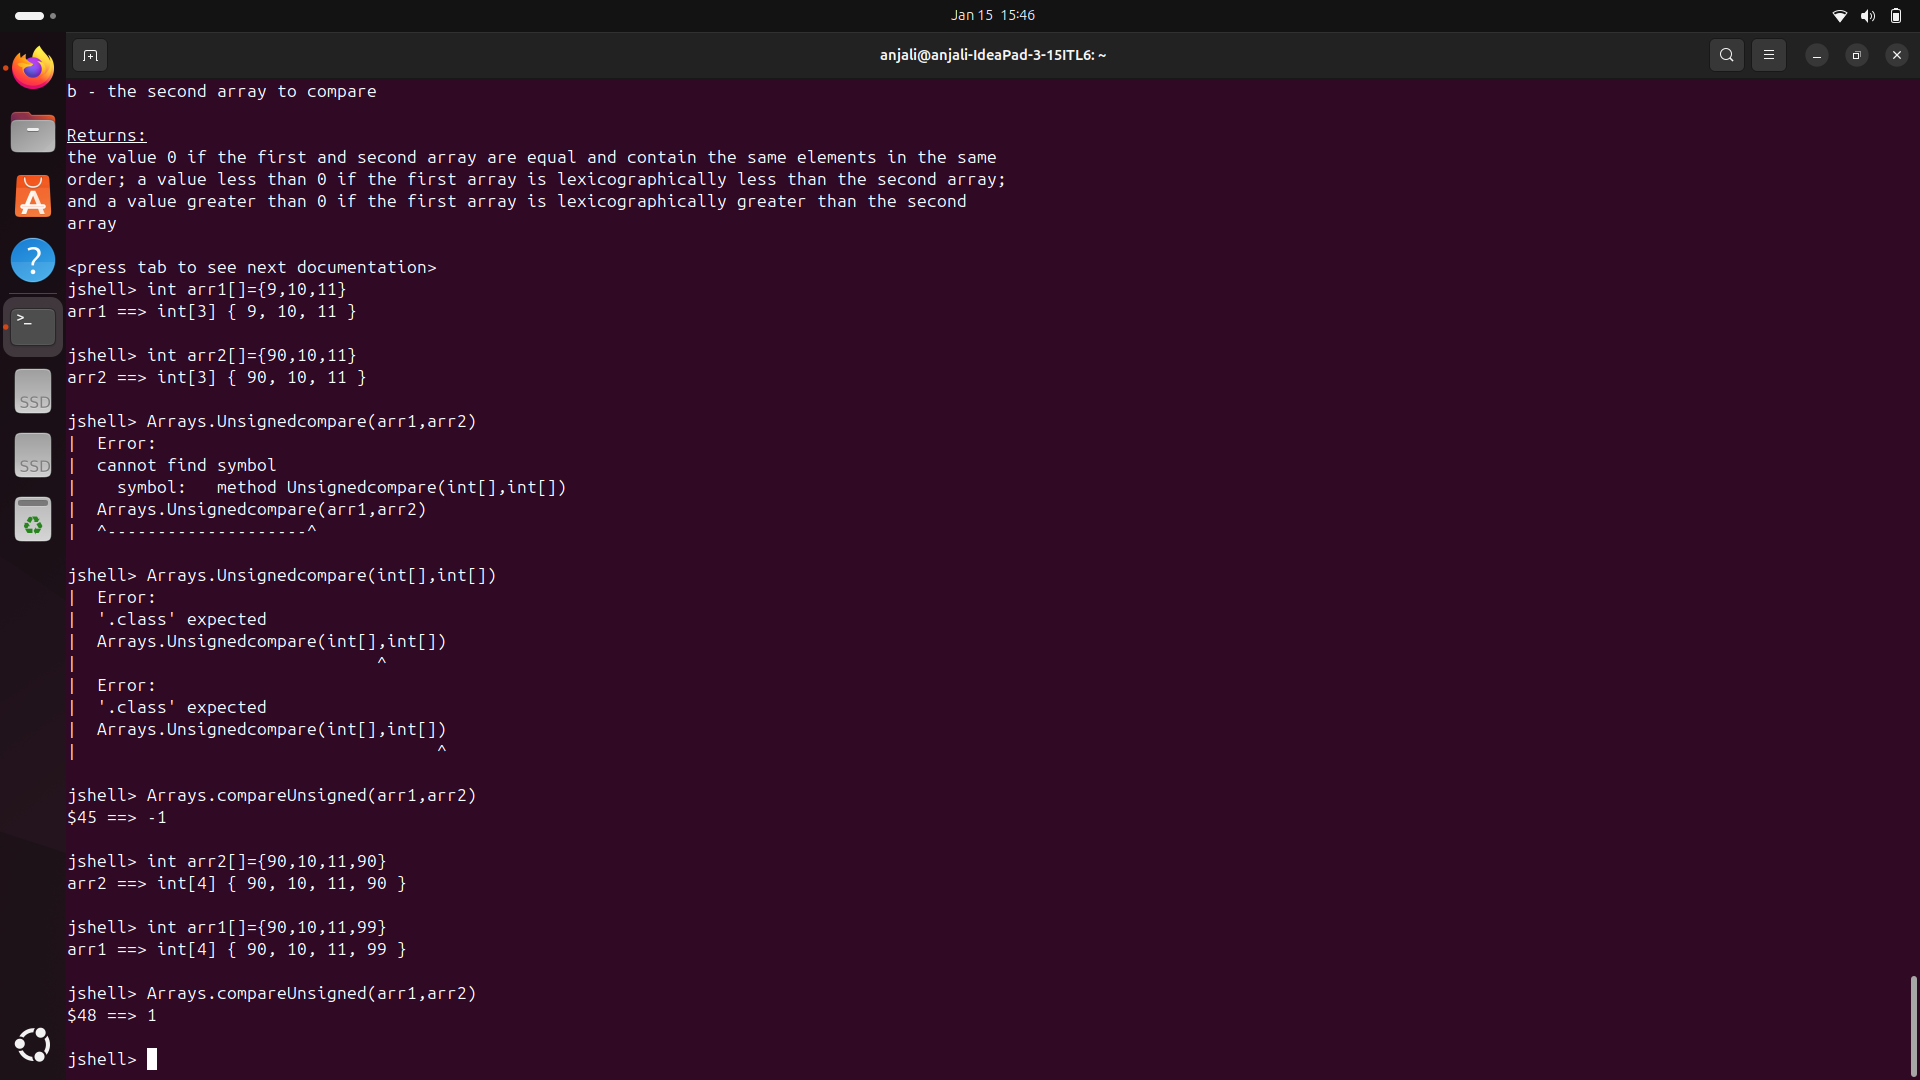 Jan 15 15:46
anjali@anjali-IdeaPad-3-15ITL6: ~
b - the second array to compare
Returns:
the value 0 if the first and second array are equal and contain the same elements in the same
order; a value less than 0 if the first array is lexicographically less than the second array;
and a value greater than 0 if the first array is lexicographically greater than the second
array
<press tab to see next documentation>
jshell> int arr1[]={9,10,11}
arr1 ==> int[3] { 9, 10, 11 }
jshell> int arr2[]={90,10,11}
arr2 ==> int[3] { 90, 10, 11 }
jshell> Arrays.Unsignedcompare(arr1,arr2)
|  Error:
|  cannot find symbol
|    symbol:   method Unsignedcompare(int[],int[])
|  Arrays.Unsignedcompare(arr1,arr2)
|  ^--------------------^
jshell> Arrays.Unsignedcompare(int[],int[])
|  Error:
|  '.class' expected
|  Arrays.Unsignedcompare(int[],int[])
|                              ^
|  Error:
|  '.class' expected
|  Arrays.Unsignedcompare(int[],int[])
|                                    ^
jshell> Arrays.compareUnsigned(arr1,arr2)
$45 ==> -1
jshell> int arr2[]={90,10,11,90}
arr2 ==> int[4] { 90, 10, 11, 90 }
jshell> int arr1[]={90,10,11,99}
arr1 ==> int[4] { 90, 10, 11, 99 }
jshell> Arrays.compareUnsigned(arr1,arr2)
$48 ==> 1
jshell>
SSD
SSD